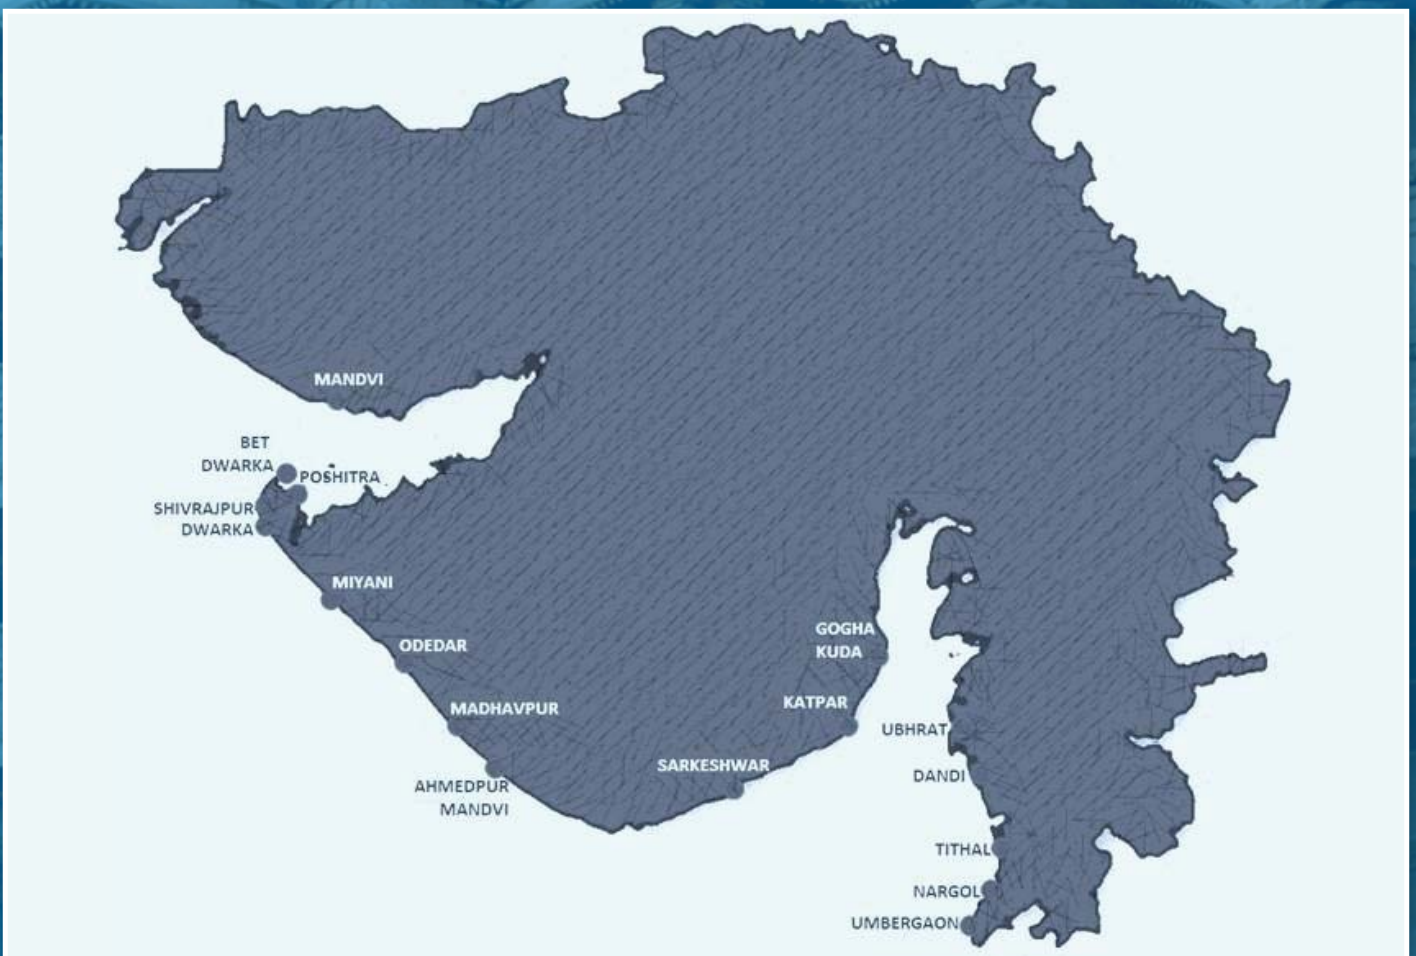 MANDVI
BET
DWARKA
POSHITRA
SHIVRAJPUR
DWARKA
MIYANI
ODEDAR
MADHAVPUR
AHMEDPUR
MANDVI
SARKESHWAR
KATPAR
GOGHA
KUDA
UBHRAT
DANDI
TITHAL
NARGOL
UMBERGAON